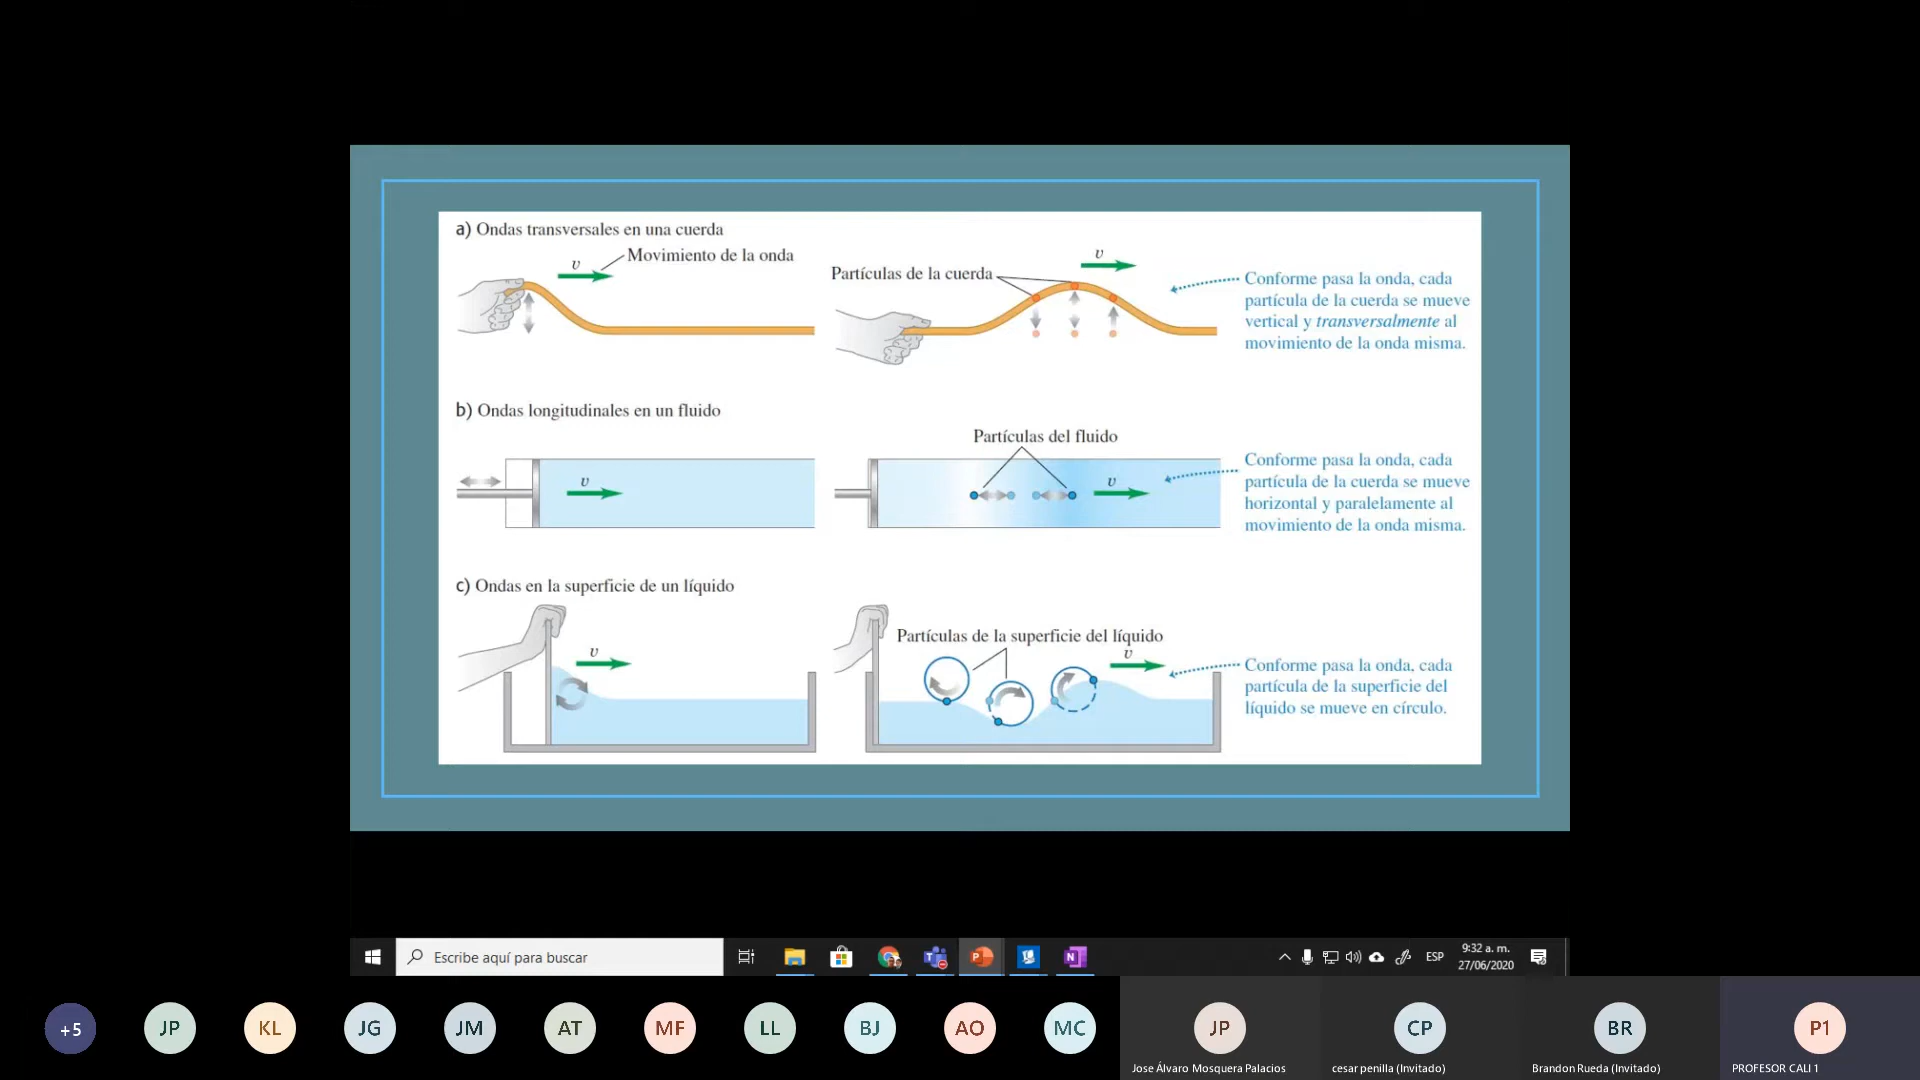 a) Ondas transversales en una cuerda
v
Movimiento de la onda
Partículas de la cuerda
v
Conforme pasa la onda, cada
partícula de la cuerda se mueve
vertical y transversalmente al
movimiento de la onda misma.
b) Ondas longitudinales en un fluido
v
Partículas del fluido
v
Conforme pasa la onda, cada
partícula de la cuerda se mueve
horizontal y paralelamente al
movimiento de la onda misma.
c) Ondas en la superficie de un líquido
v
Partículas de la superficie del líquido
v
Conforme pasa la onda, cada
partícula de la superficie del
líquido se mueve en círculo.
Escribe aquí para buscar
ESP
9:32 a. m.
27/06/2020
+5
JP
KL
JG
JM
AT
MF
LL
BJ
AO
MC
JP
Jose Álvaro Mosquera Palacios
CP
cesar penilla (Invitado)
BR
Brandon Rueda (Invitado)
P1
PROFESOR CALI 1